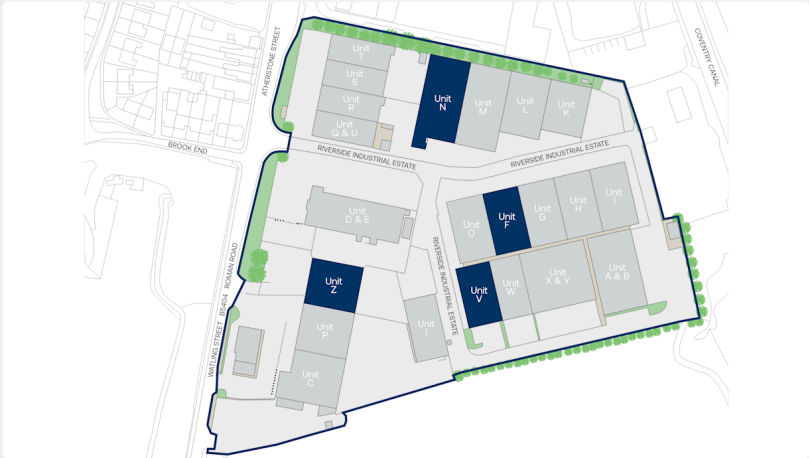 ATHERSTONE STREET
COVENTRY CANAL
Unit
T
Unit
S
Unit
R
Unit
Q & U
Unit
N
Unit
M
Unit
L
Unit
K
BROOK END
RIVERSIDE INDUSTRIAL ESTATE
RIVERSIDE INDUSTRIAL ESTATE
Unit
D & E
Unit
O
Unit
F
Unit
G
Unit
H
Unit
J
WATLING STREET B5404 ROMAN ROAD
RIVERSIDE INDUSTRIAL ESTATE
Unit
Z
Unit
V
Unit
W
Unit
X & Y
Unit
A & B
Unit
P
Unit
I
Unit
C